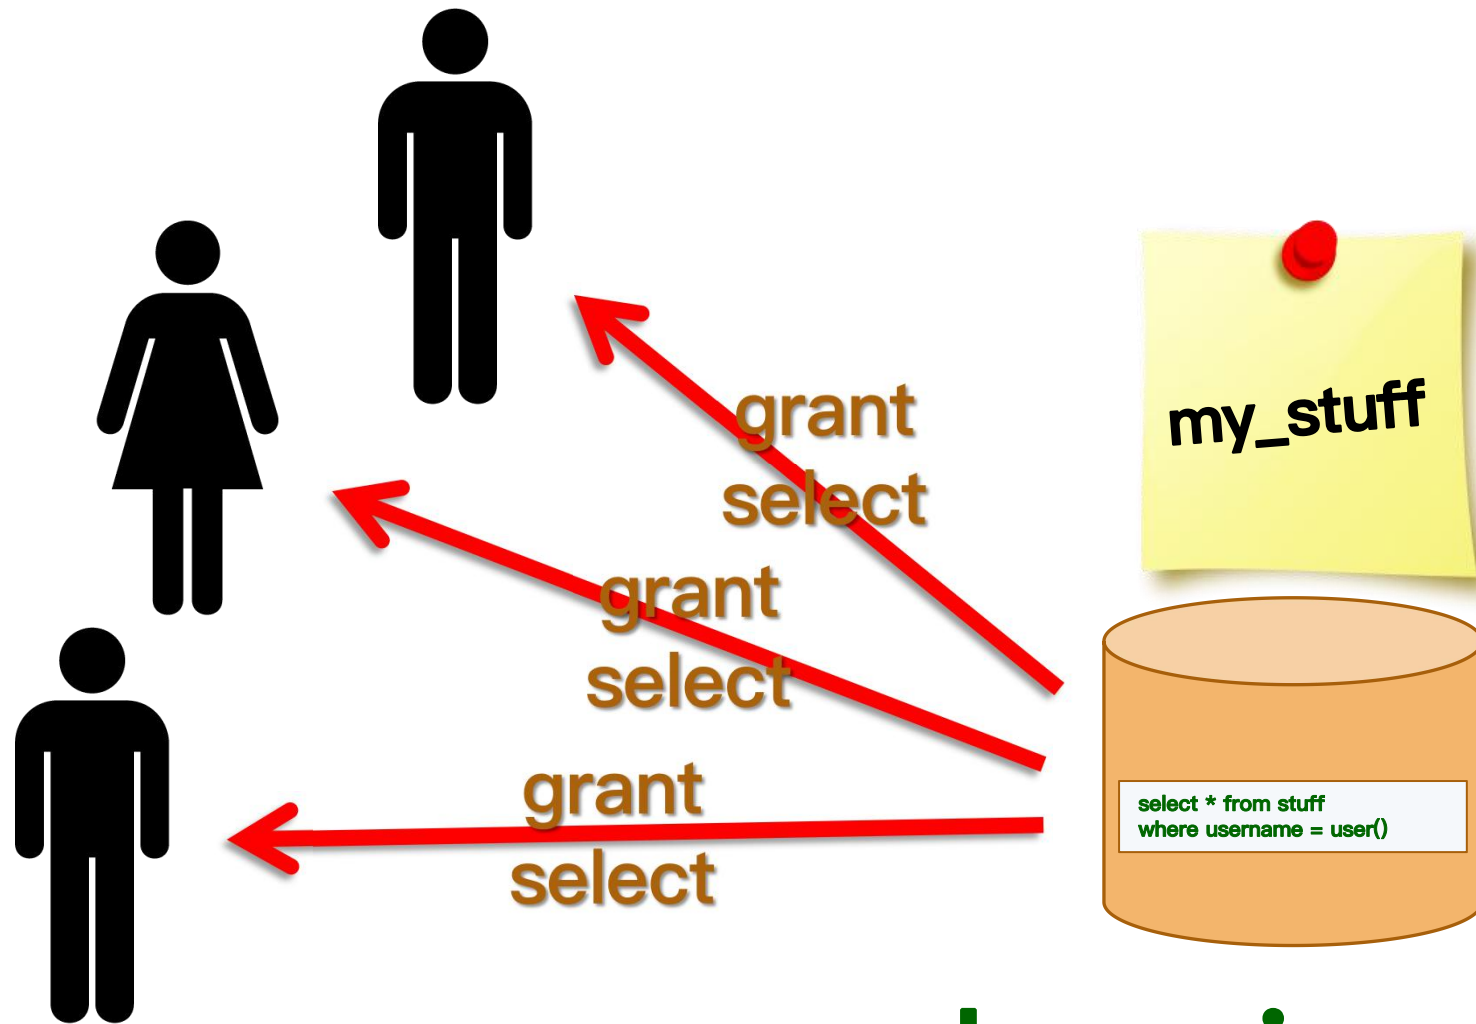 grant
select
my_stuff
grant
select
grant
select
select * from stuff
where username = user()